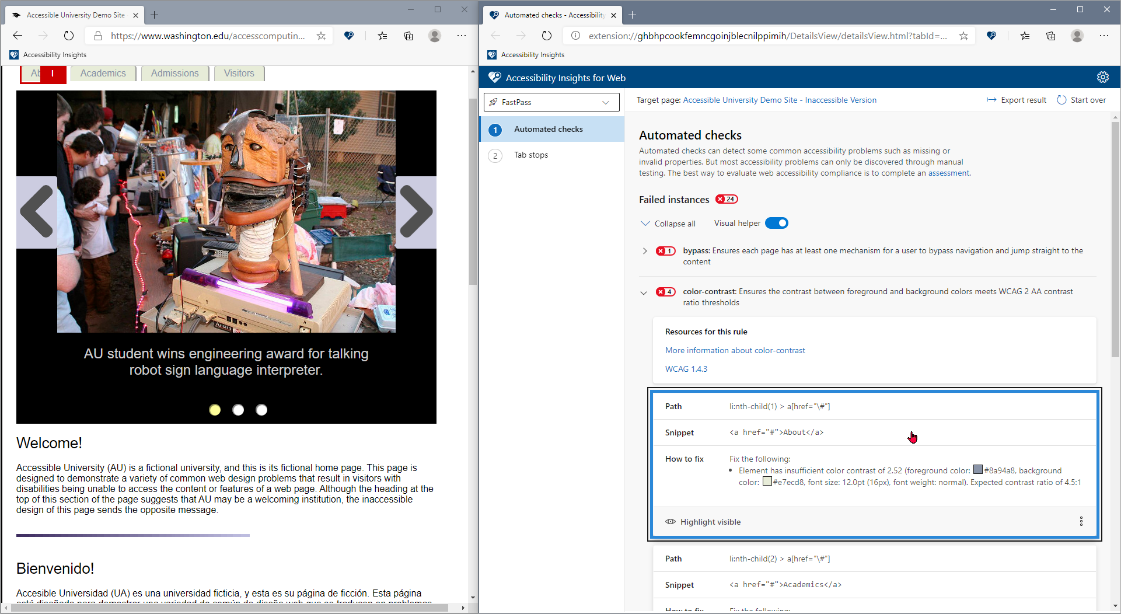 Accessible University Demo Site
https://www.washington.edu/accesscomputin...
Accessibility Insights
Ab
!
Academics
Admissions
Visitors
AU student wins engineering award for talking
robot sign language interpreter.
Welcome!
Accessible University (AU) is a fictional university, and this is its fictional home page. This page is
designed to demonstrate a variety of common web design problems that result in visitors with
disabilities being unable to access the content or features of a web page. Although the heading at the
top of this section of the page suggests that AU may be a welcoming institution, the inaccessible
design of this page sends the opposite message.
Bienvenido!
Accesible Universidad (UA) es una universidad ficticia, y esta es su página de ficción. Esta página
Automated checks - Accessibility
extension://ghbhpcookfemncgoinjblecnilppimih/DetailsView/detailsView.html?tabId=...
Accessibility Insights
Accessibility Insights for Web
FastPass
Target page: Accessible University Demo Site - Inaccessible Version
Export result
Start over
1
Automated checks
2
Tab stops
Automated checks
Automated checks can detect some common accessibility problems such as missing or
invalid properties. But most accessibility problems can only be discovered through manual
testing. The best way to evaluate web accessibility compliance is to complete an assessment.
Failed instances 24
Collapse all
Visual helper
1 bypass: Ensures each page has at least one mechanism for a user to bypass navigation and jump straight to the
content
4 color-contrast: Ensures the contrast between foreground and background colors meets WCAG 2 AA contrast
ratio thresholds
Resources for this rule
More information about color-contrast
WCAG 1.4.3
Path li:nth-child(1) > a[href="\#"]
Snippet <a href="#">About</a>
How to fix Fix the following:
• Element has insufficient color contrast of 2.52 (foreground color: #8a94a8, background
color: #e7ecd8, font size: 12.0pt (16px), font weight: normal). Expected contrast ratio of 4.5:1
Highlight visible
Path li:nth-child(2) > a[href="\#"]
Snippet <a href="#">Academics</a>
How to fix Fix the following: